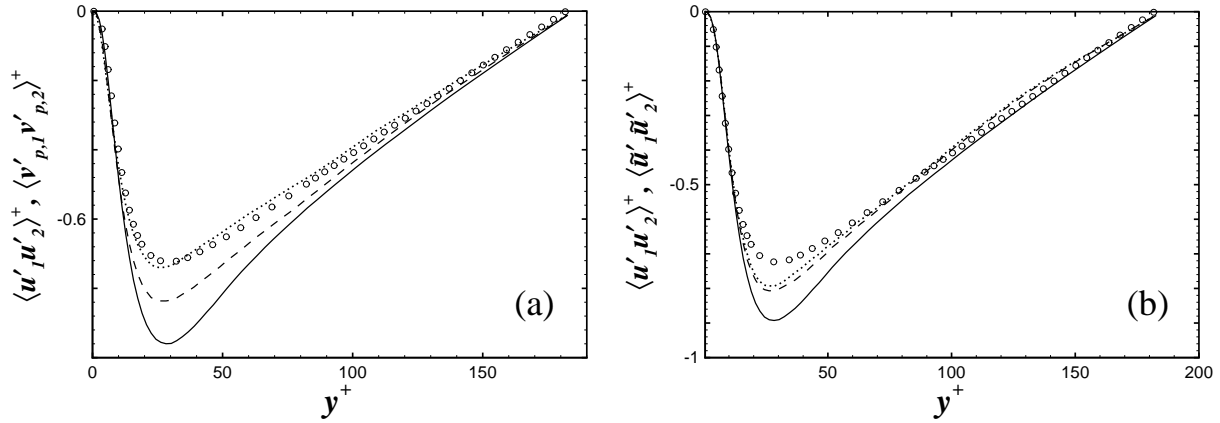 0
-0.6
0 50 100 150
⟨u′₁u′₂⟩⁺, ⟨v′p,1v′p,2⟩⁺
y⁺
(a)
0
-0.5
-1
0 50 100 150 200
⟨u′₁u′₂⟩⁺, ⟨ũ′₁ũ′₂⟩⁺
y⁺
(b)